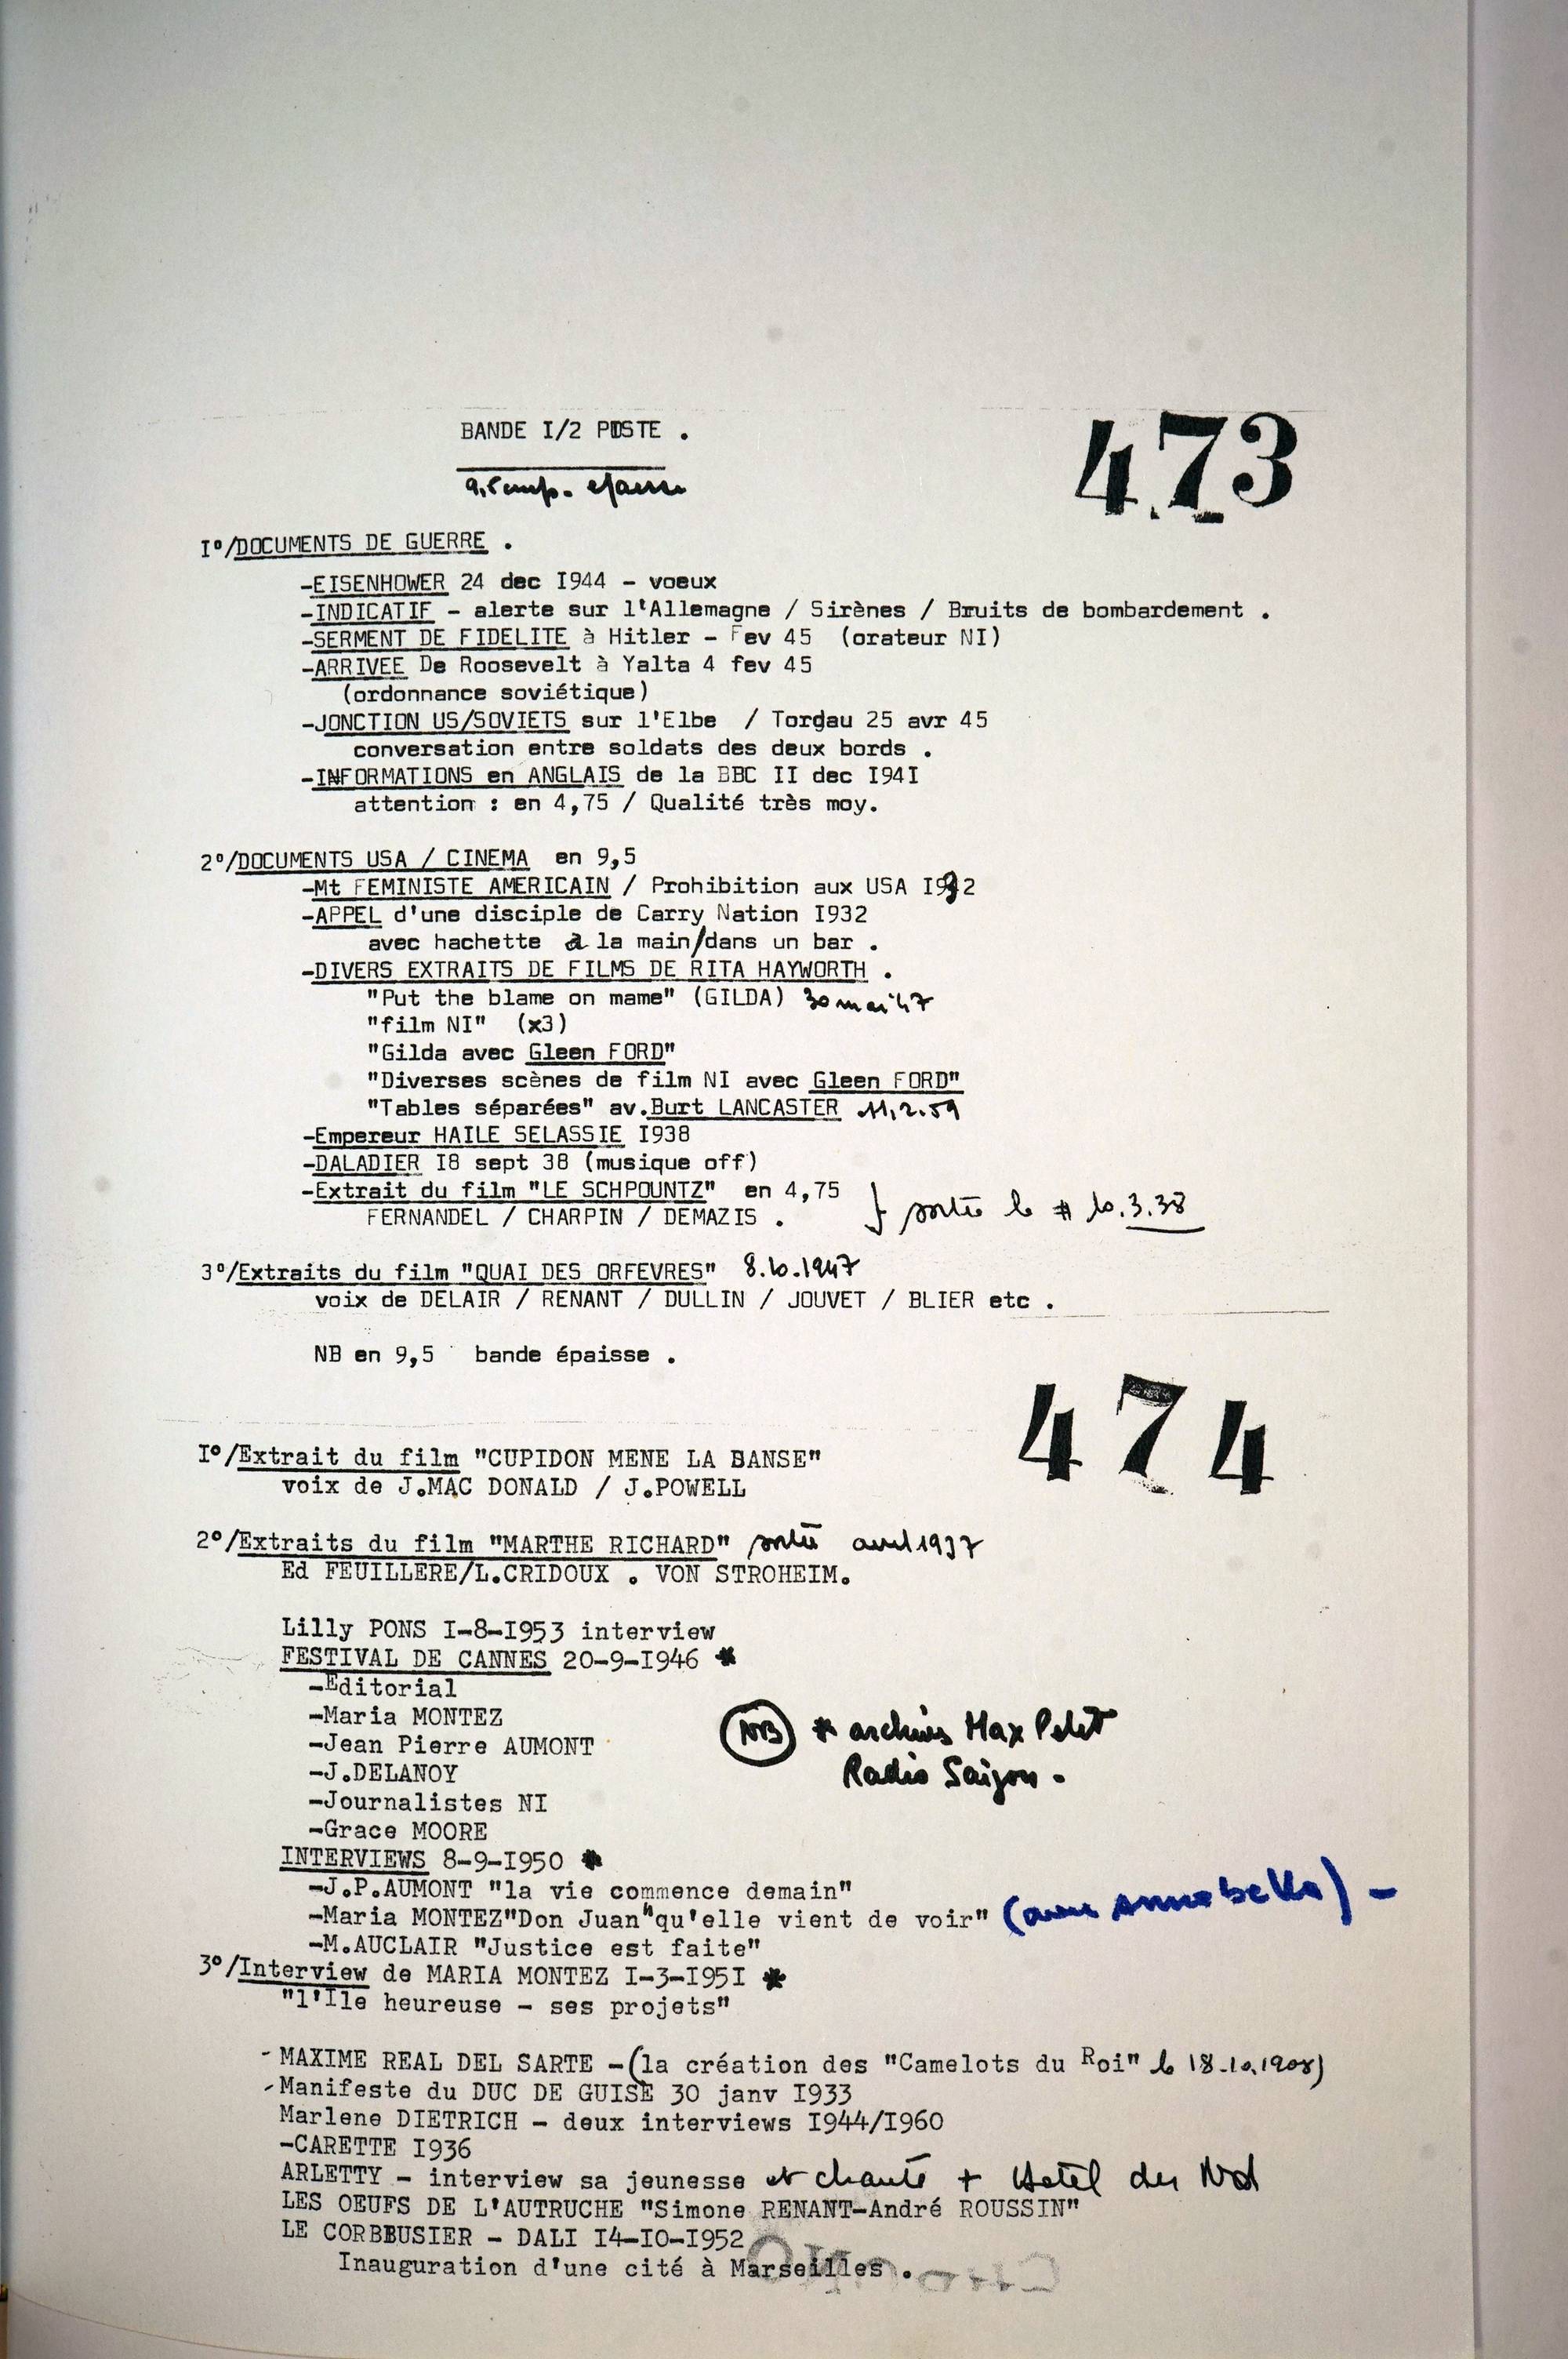 BANDE I/2 PISTE .
473
I°/DOCUMENTS DE GUERRE .
-EISENHOWER 24 dec I944 - voeux
-INDICATIF - alerte sur l'Allemagne / Sirènes / Bruits de bombardement .
-SERMENT DE FIDELITE à Hitler - Fev 45 (orateur NI)
-ARRIVEE De Roosevelt à Yalta 4 fev 45
(ordonnance soviétique)
-JONCTION US/SOVIETS sur l'Elbe / Torgau 25 avr 45
conversation entre soldats des deux bords .
-INFORMATIONS en ANGLAIS de la BBC II dec I94I
attention : en 4,75 / Qualité très moy.
2°/DOCUMENTS USA / CINEMA en 9,5
-Mt FEMINISTE AMERICAIN / Prohibition aux USA I932
-APPEL d'une disciple de Carry Nation I932
avec hachette à la main/dans un bar .
-DIVERS EXTRAITS DE FILMS DE RITA HAYWORTH .
"Put the blame on mame" (GILDA) 30 mai 47
"film NI" (x3)
"Gilda avec Gleen FORD"
"Diverses scènes de film NI avec Gleen FORD"
"Tables séparées" av.Burt LANCASTER 11.2.59
-Empereur HAILE SELASSIE I938
-DALADIER I8 sept 38 (musique off)
-Extrait du film "LE SCHPOUNTZ" en 4,75
FERNANDEL / CHARPIN / DEMAZIS . } sortie le # 10.3.38
3°/Extraits du film "QUAI DES ORFEVRES" 8.10.1947
voix de DELAIR / RENANT / DULLIN / JOUVET / BLIER etc .
NB en 9,5 bande épaisse .
474
I°/Extrait du film "CUPIDON MENE LA BANSE"
voix de J.MAC DONALD / J.POWELL
2°/Extraits du film "MARTHE RICHARD" sortie avril 1937
Ed FEUILLERE/L.CRIDOUX . VON STROHEIM.
Lilly PONS I-8-I953 interview
FESTIVAL DE CANNES 20-9-I946 *
-Editorial
-Maria MONTEZ
-Jean Pierre AUMONT
-J.DELANOY
-Journalistes NI
-Grace MOORE
NB * archives Max Petit
Radio Saigon -
INTERVIEWS 8-9-I950 *
-J.P.AUMONT "la vie commence demain"
-Maria MONTEZ"Don Juan"qu'elle vient de voir" (avec Annabella) -
-M.AUCLAIR "Justice est faite"
3°/Interview de MARIA MONTEZ I-3-I95I *
"l'Ile heureuse - ses projets"
- MAXIME REAL DEL SARTE -(la création des "Camelots du Roi" le 18.10.1908)
-Manifeste du DUC DE GUISE 30 janv I933
Marlene DIETRICH - deux interviews I944/I960
-CARETTE I936
ARLETTY - interview sa jeunesse et chante + Hotel du Nd
LES OEUFS DE L'AUTRUCHE "Simone RENANT-André ROUSSIN"
LE CORBBUSIER - DALI I4-IO-I952
Inauguration d'une cité à Marseilles .